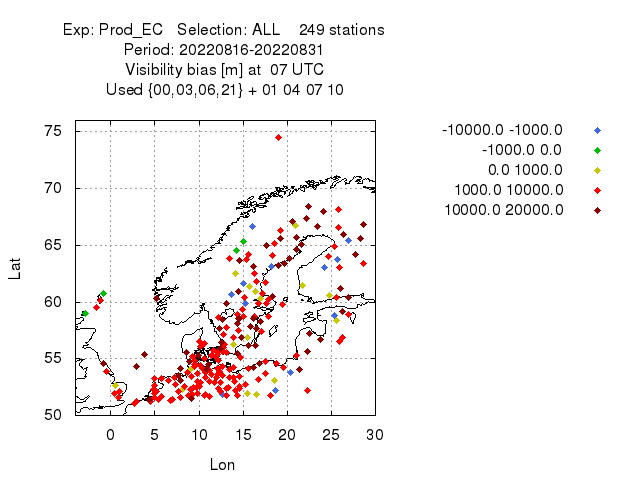 Exp: Prod_EC   Selection: ALL    249 stations
Period: 20220816-20220831
Visibility bias [m] at  07 UTC
Used {00,03,06,21} + 01 04 07 10
75
70
65
60
55
50
Lat
0 5 10 15 20 25 30
Lon
-10000.0 -1000.0
-1000.0 0.0
0.0 1000.0
1000.0 10000.0
10000.0 20000.0